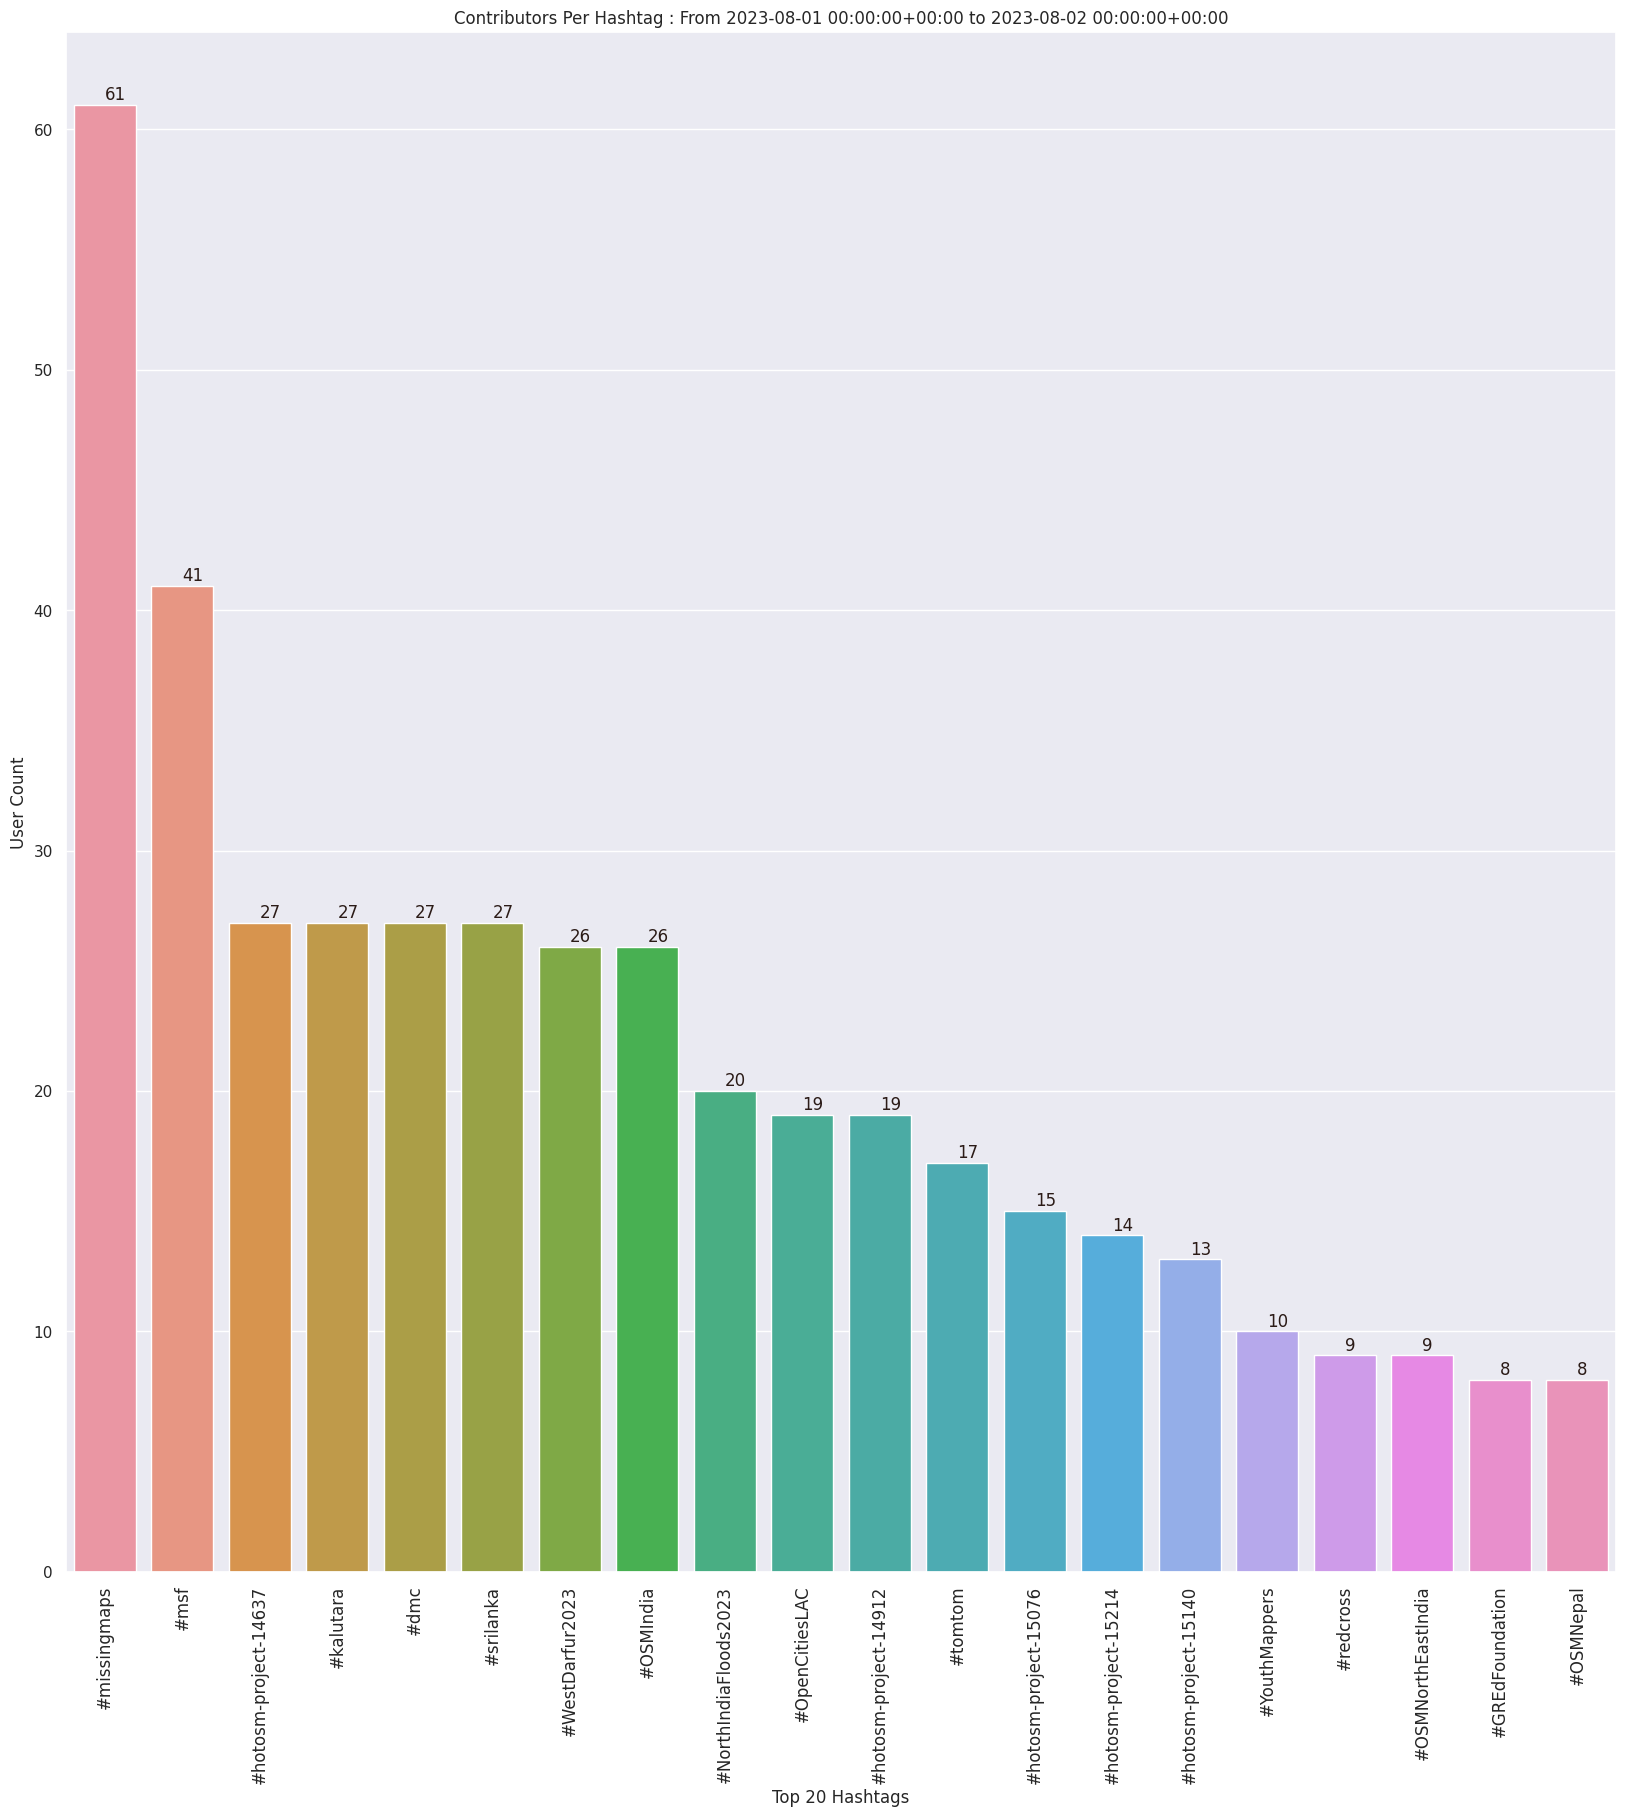 Contributors Per Hashtag : From 2023-08-01 00:00:00+00:00 to 2023-08-02 00:00:00+00:00
User Count
60
50
40
30
20
10
0
61
41
27
27
27
27
26
26
20
19
19
17
15
14
13
10
9
9
8
8
#missingmaps
#msf
#hotosm-project-14637
#kalutara
#dmc
#srilanka
#WestDarfur2023
#OSMIndia
#NorthIndiaFloods2023
#OpenCitiesLAC
#hotosm-project-14912
#tomtom
#hotosm-project-15076
#hotosm-project-15214
#hotosm-project-15140
#YouthMappers
#redcross
#OSMNorthEastIndia
#GREdFoundation
#OSMNepal
Top 20 Hashtags